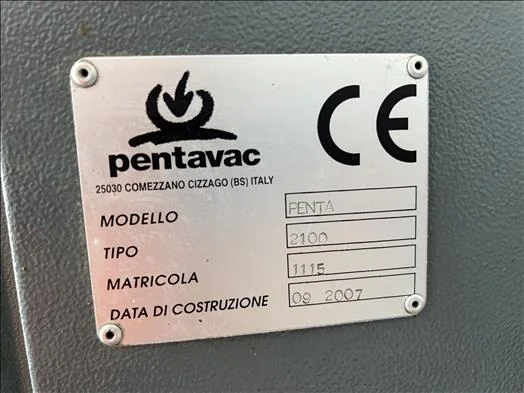 CE
pentavac
25030 COMEZZANO CIZZAGO (BS) ITALY
MODELLO PENTA
TIPO 2100
MATRICOLA 1115
DATA DI COSTRUZIONE 09 2007